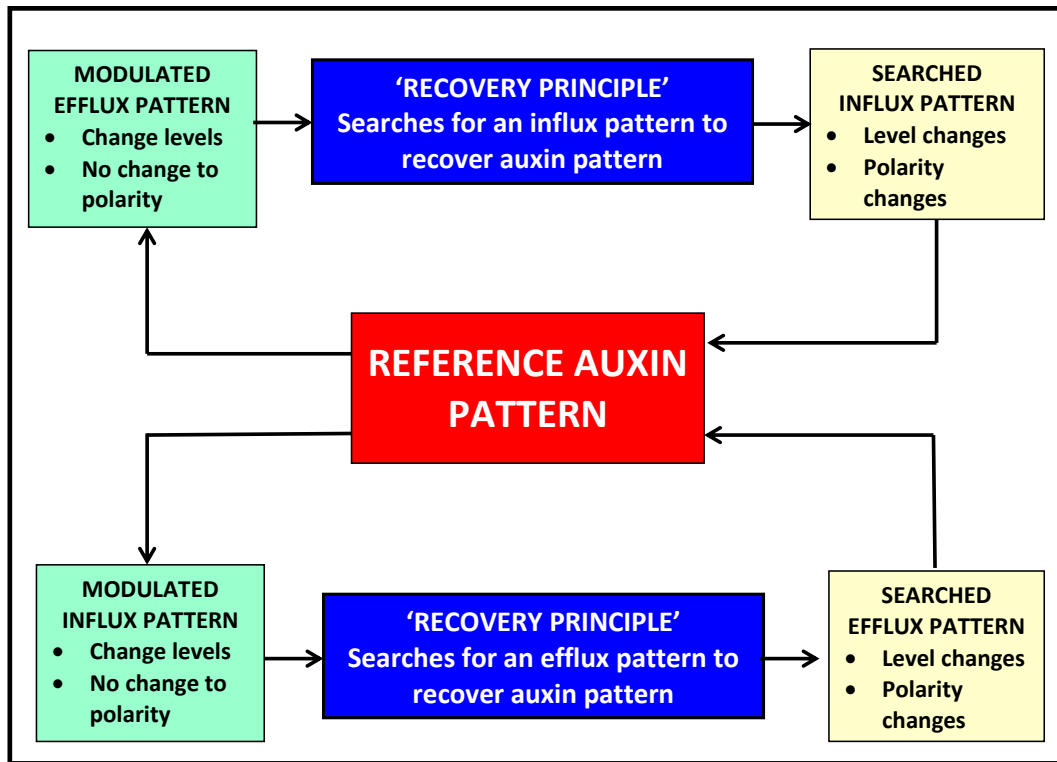 MODULATED
EFFLUX PATTERN
• Change levels
• No change to
polarity
‘RECOVERY PRINCIPLE’
Searches for an influx pattern to
recover auxin pattern
SEARCHED
INFLUX PATTERN
• Level changes
• Polarity
changes
REFERENCE AUXIN
PATTERN
MODULATED
INFLUX PATTERN
• Change levels
• No change to
polarity
‘RECOVERY PRINCIPLE’
Searches for an efflux pattern to
recover auxin pattern
SEARCHED
EFFLUX PATTERN
• Level changes
• Polarity
changes